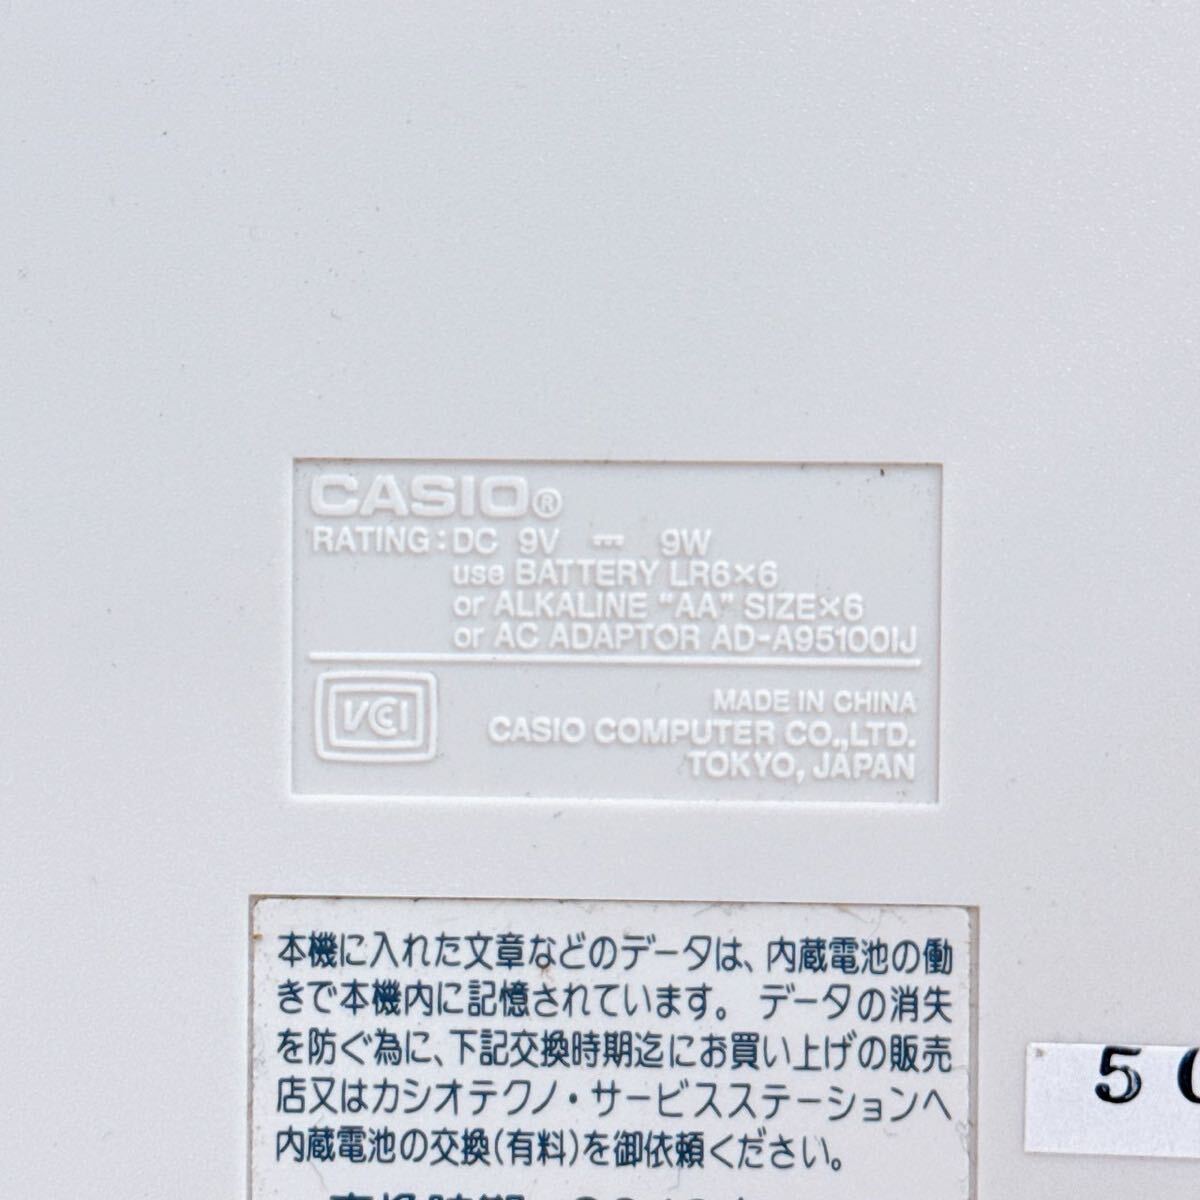 CASIO®
RATING:DC 9V ⎓ 9W
use BATTERY LR6×6
or ALKALINE "AA" SIZE×6
or AC ADAPTOR AD-A95100IJ
VCCI
MADE IN CHINA
CASIO COMPUTER CO.,LTD.
TOKYO, JAPAN
本機に入れた文章などのデータは、内蔵電池の働
きで本機内に記憶されています。 データの消失
を防ぐ為に、下記交換時期迄にお買い上げの販売
店又はカシオテクノ・サービスステーションへ
内蔵電池の交換(有料)を御依頼ください。
交換時期
5